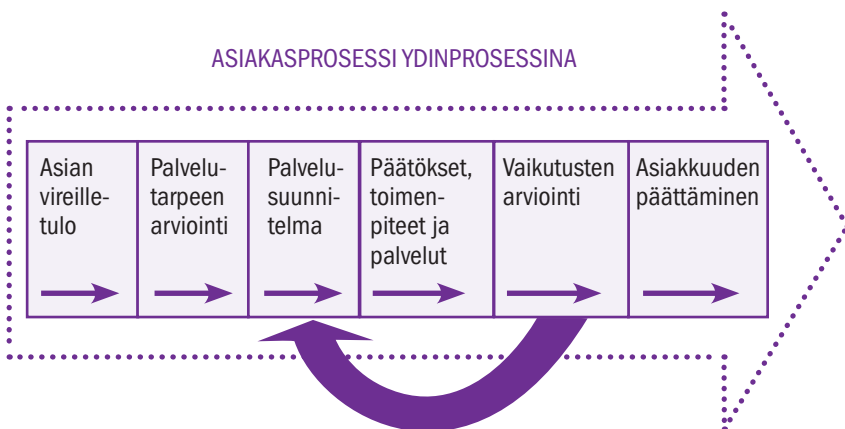 ASIAKASPROSESSI YDINPROSESSINA
Asian
vireille-
tulo
Palvelu-
tarpeen
arviointi
Palvelu-
suunni-
telma
Päätökset,
toimen-
piteet ja
palvelut
Vaikutusten
arviointi
Asiakkuuden
päättäminen